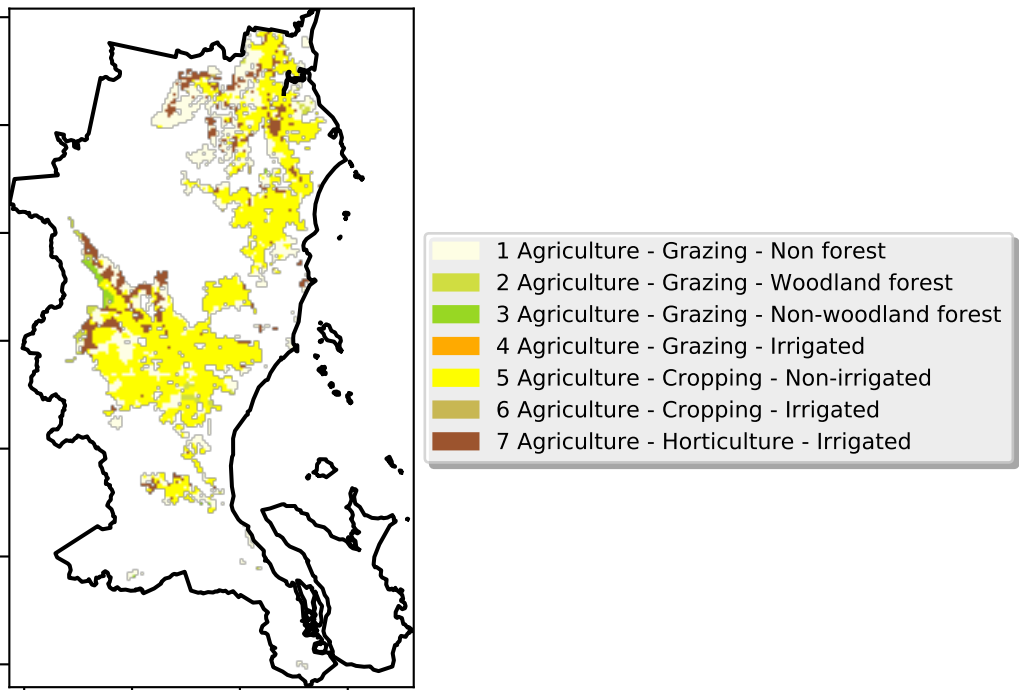 1 Agriculture - Grazing - Non forest
2 Agriculture - Grazing - Woodland forest
3 Agriculture - Grazing - Non-woodland forest
4 Agriculture - Grazing - Irrigated
5 Agriculture - Cropping - Non-irrigated
6 Agriculture - Cropping - Irrigated
7 Agriculture - Horticulture - Irrigated